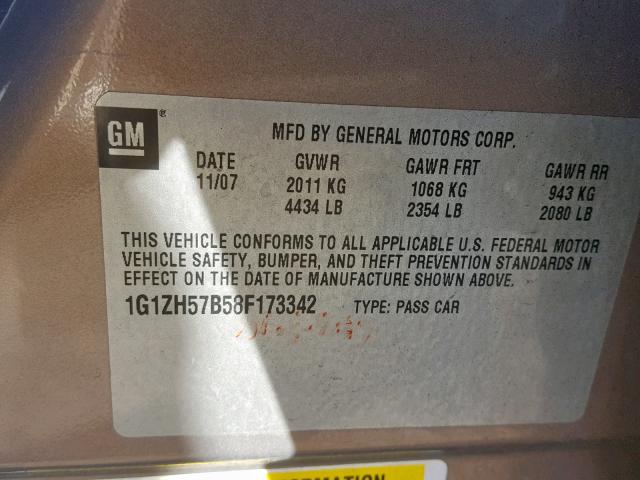 GM®
MFD BY GENERAL MOTORS CORP.
DATE GVWR GAWR FRT GAWR RR
11/07 2011 KG 1068 KG 943 KG
4434 LB 2354 LB 2080 LB
THIS VEHICLE CONFORMS TO ALL APPLICABLE U.S. FEDERAL MOTOR
VEHICLE SAFETY, BUMPER, AND THEFT PREVENTION STANDARDS IN
EFFECT ON THE DATE OF MANUFACTURE SHOWN ABOVE.
1G1ZH57B58F173342 TYPE: PASS CAR